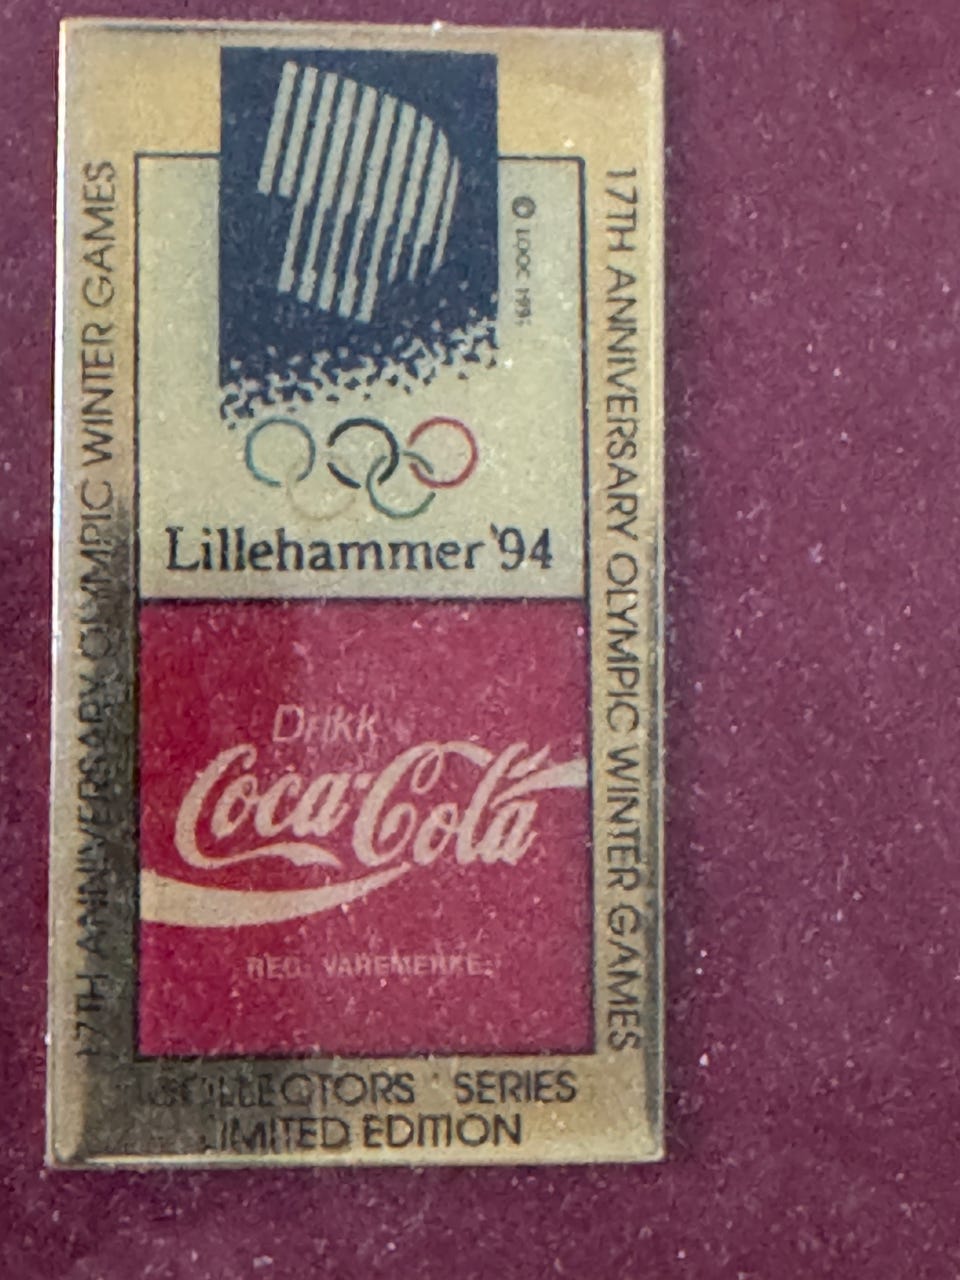 17TH ANNIVERSARY OLYMPIC WINTER GAMES
© LOOC
Lillehammer '94
Drikk
Coca-Cola
REG. VAREMERKE
COLLECTORS SERIES
LIMITED EDITION
17TH ANNIVERSARY OLYMPIC WINTER GAMES